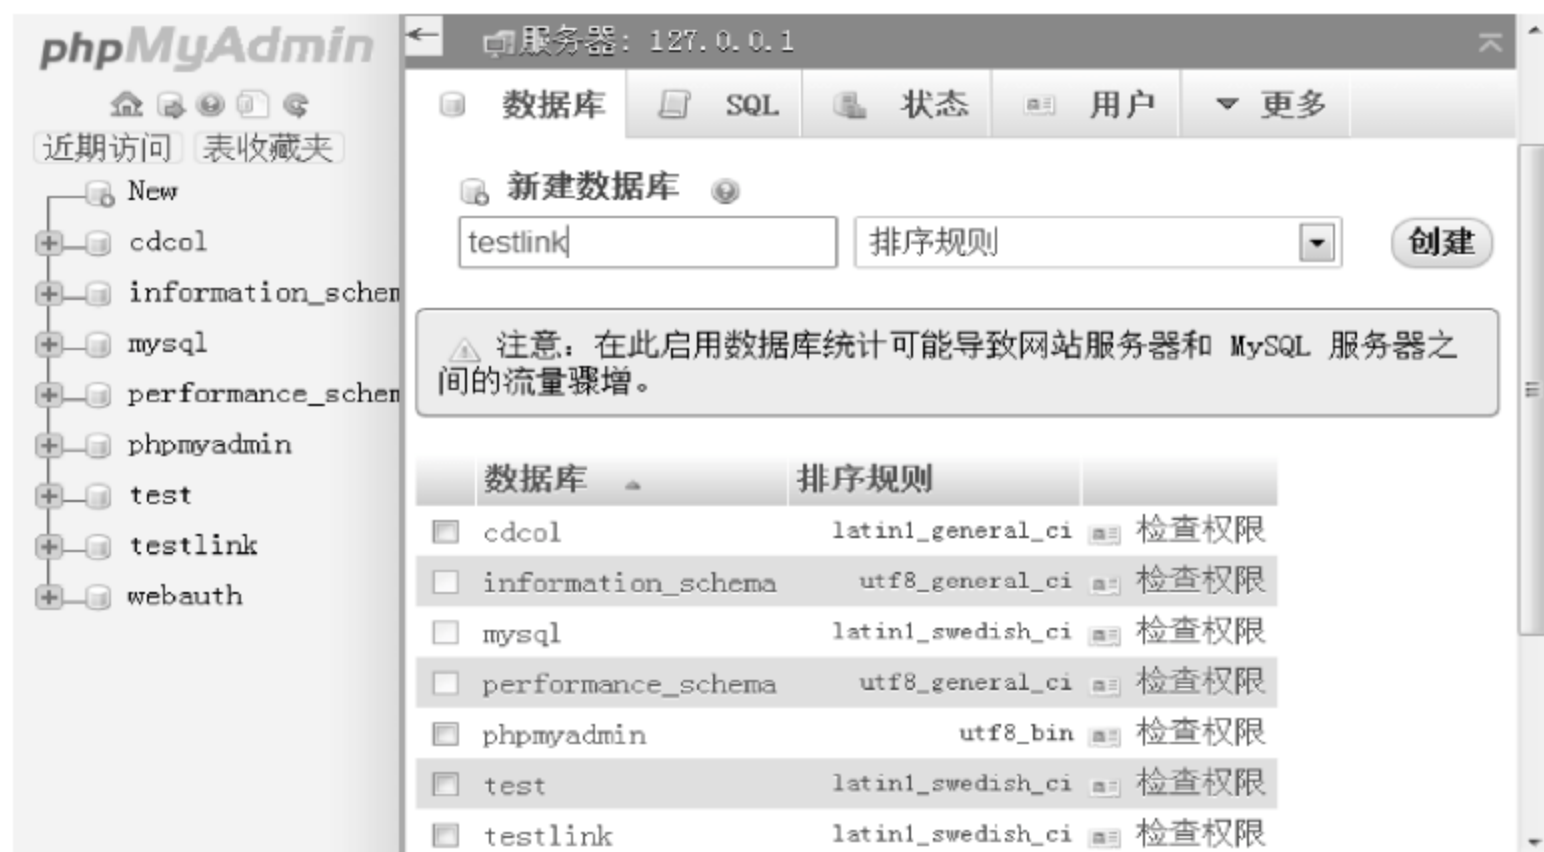 phpMyAdmin
近期访问 表收藏夹
New
cdcol
information_schem
mysql
performance_schem
phpmyadmin
test
testlink
webauth
服务器: 127.0.0.1
数据库 SQL 状态 用户 更多
新建数据库
testlink 排序规则 创建
注意：在此启用数据库统计可能导致网站服务器和 MySQL 服务器之
间的流量骤增。
数据库 排序规则
cdcol latin1_general_ci 检查权限
information_schema utf8_general_ci 检查权限
mysql latin1_swedish_ci 检查权限
performance_schema utf8_general_ci 检查权限
phpmyadmin utf8_bin 检查权限
test latin1_swedish_ci 检查权限
testlink latin1_swedish_ci 检查权限